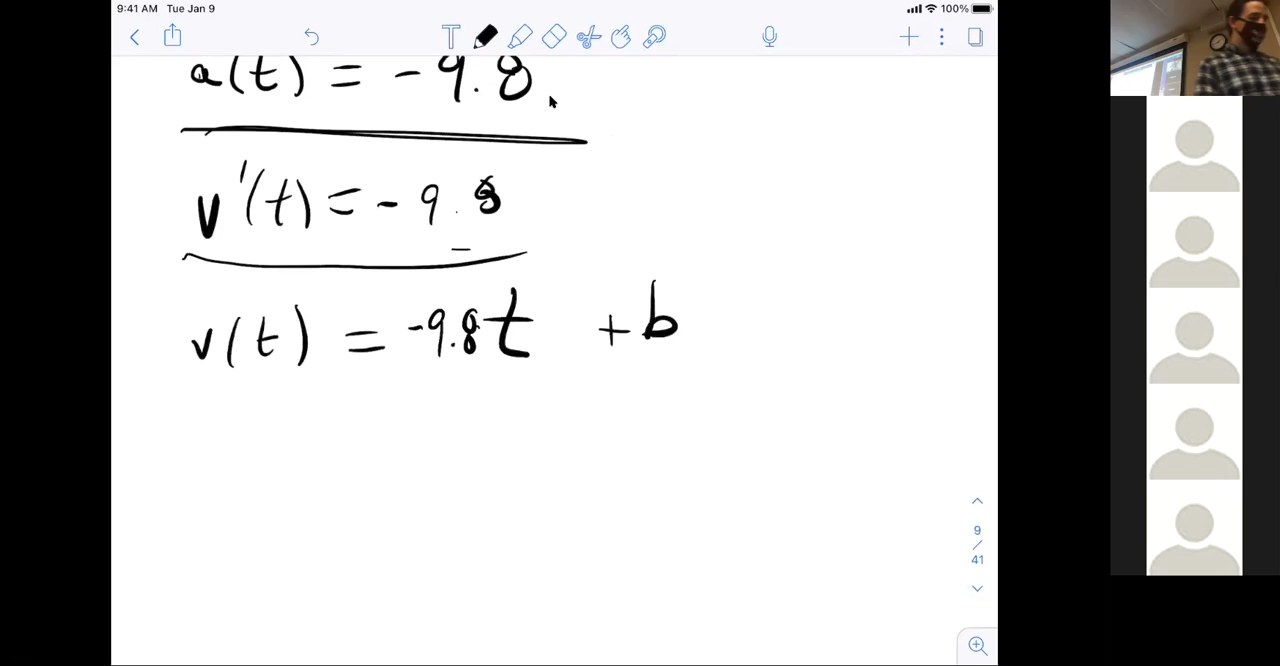 9:41 AM Tue Jan 9
100%
T
a(t) = -9.8.
v'(t) = -9.8
v(t) = -9.8t + b
9
/
41